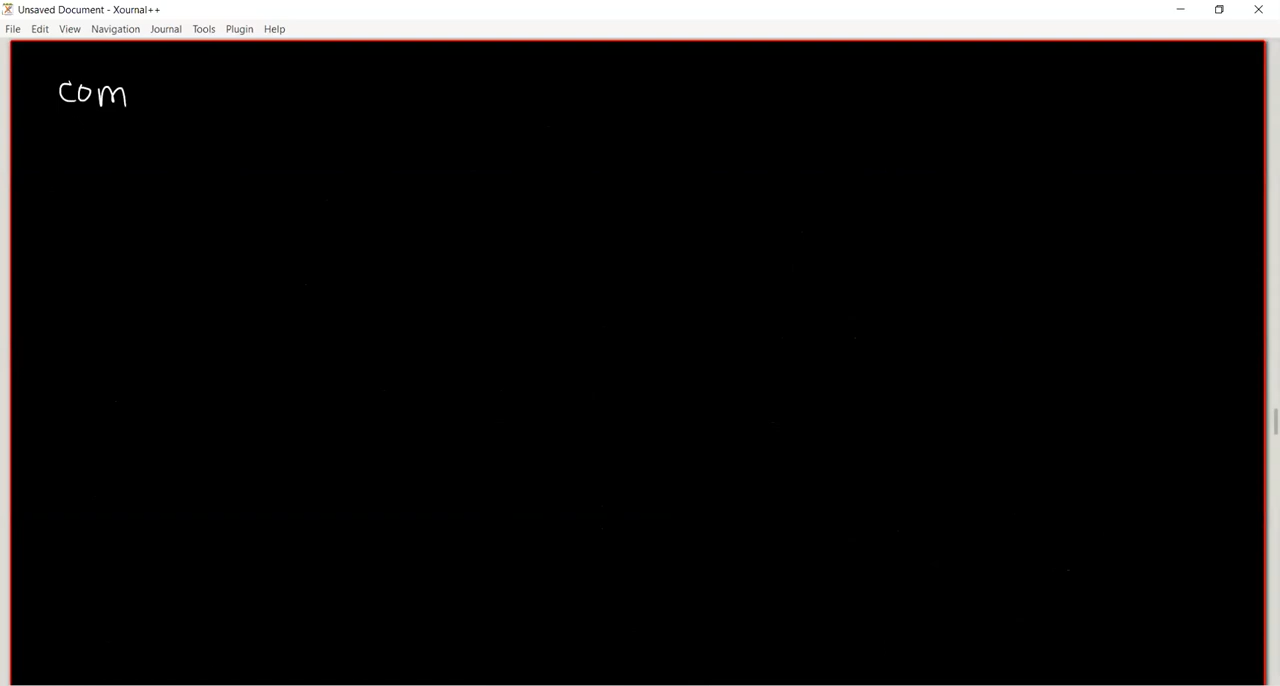 Unsaved Document - Xournal++
File Edit View Navigation Journal Tools Plugin Help
com